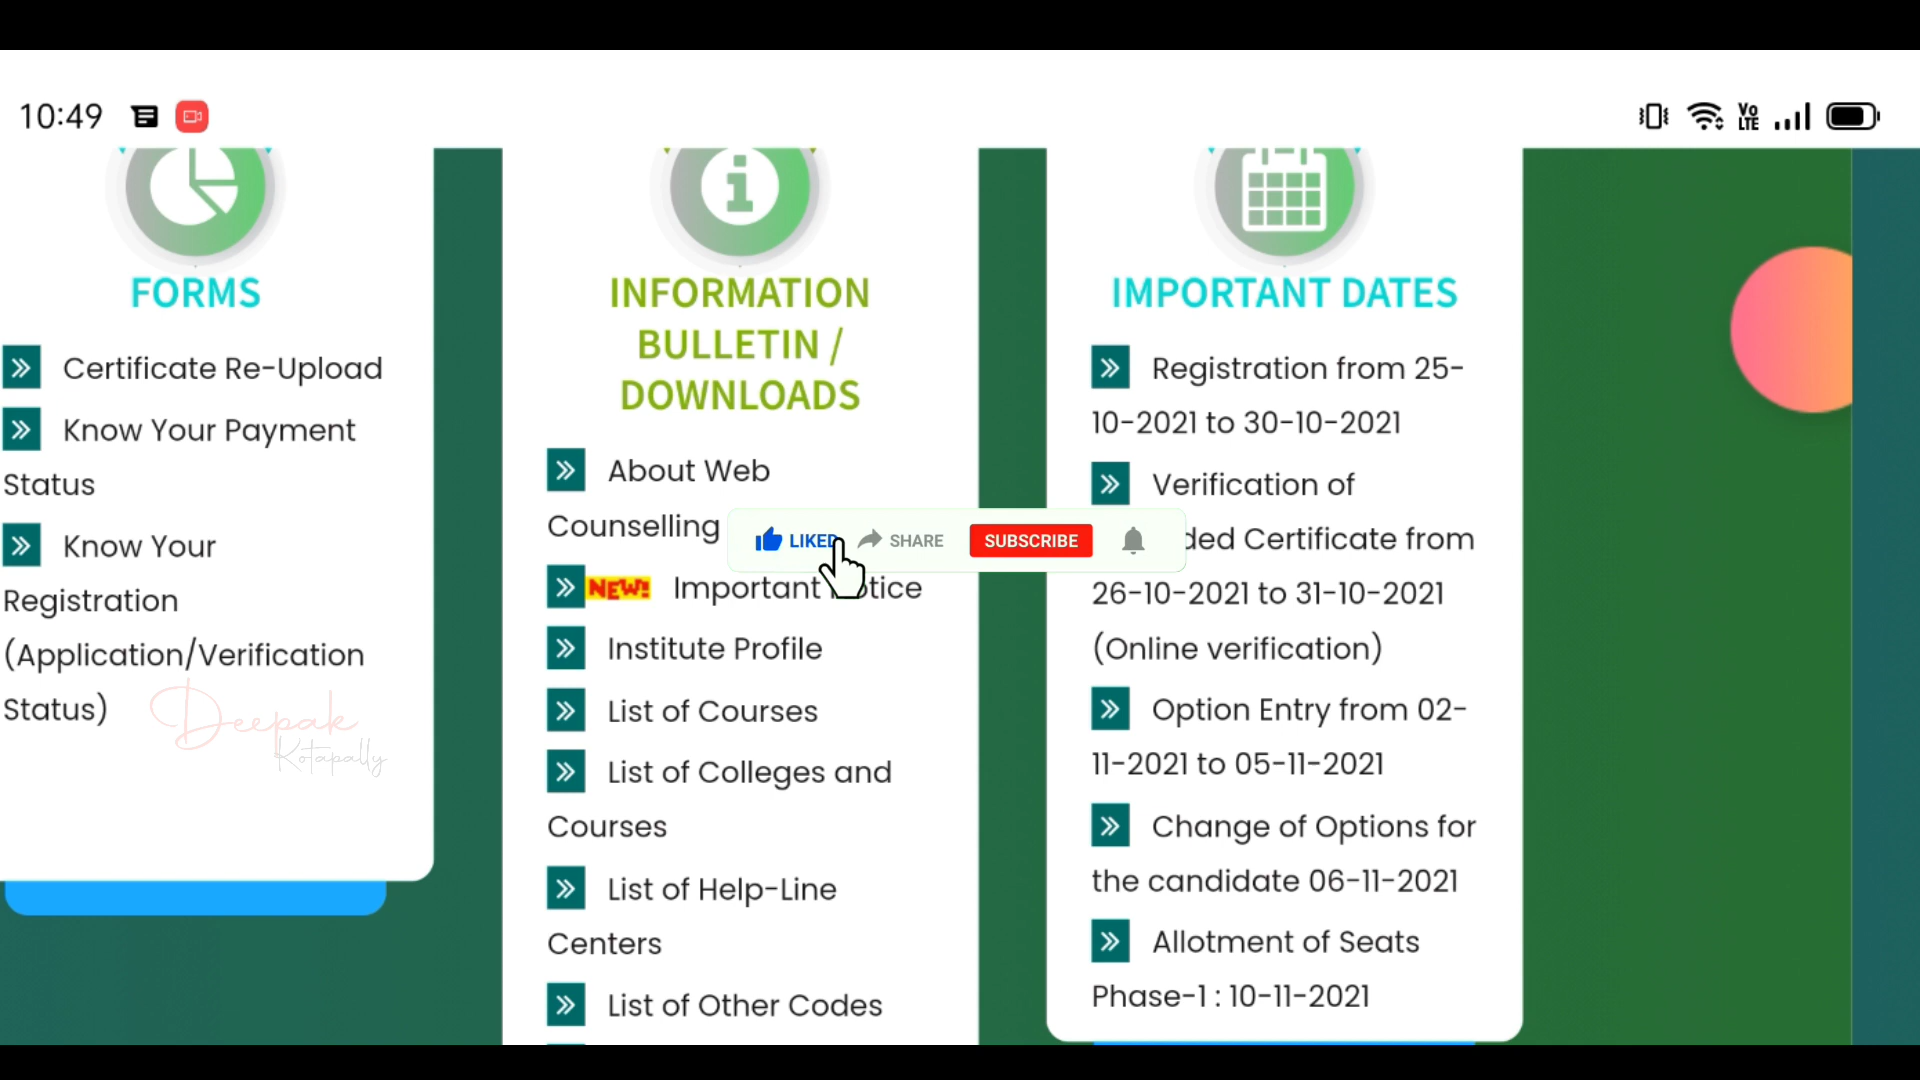 10:49
Vo
LTE
FORMS
Certificate Re-Upload
Know Your Payment
Status
Know Your
Registration
(Application/Verification
Status)
Deepak
Kotapally
INFORMATION
BULLETIN /
DOWNLOADS
About Web
Counselling
NEW! Important
Institute Profile
List of Courses
List of Colleges and
Courses
List of Help-Line
Centers
List of Other Codes
LIKED
SHARE
SUBSCRIBE
IMPORTANT DATES
Registration from 25-
10-2021 to 30-10-2021
Verification of
Certificate from
26-10-2021 to 31-10-2021
(Online verification)
Option Entry from 02-
11-2021 to 05-11-2021
Change of Options for
the candidate 06-11-2021
Allotment of Seats
Phase-1 : 10-11-2021